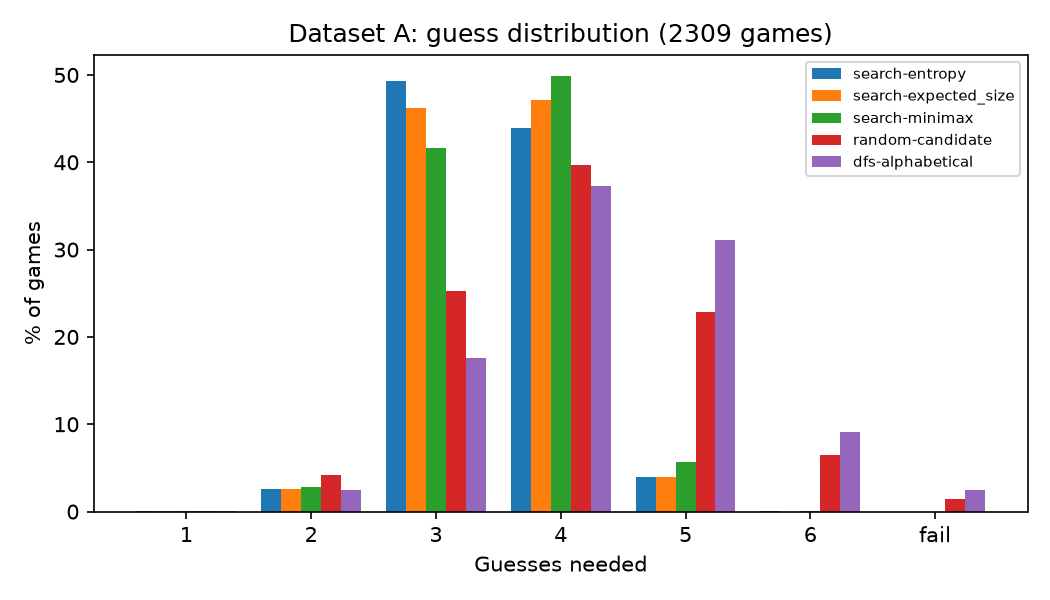 Dataset A: guess distribution (2309 games)
search-entropy
search-expected_size
search-minimax
random-candidate
dfs-alphabetical
% of games
50
40
30
20
10
0
1 2 3 4 5 6 fail
Guesses needed